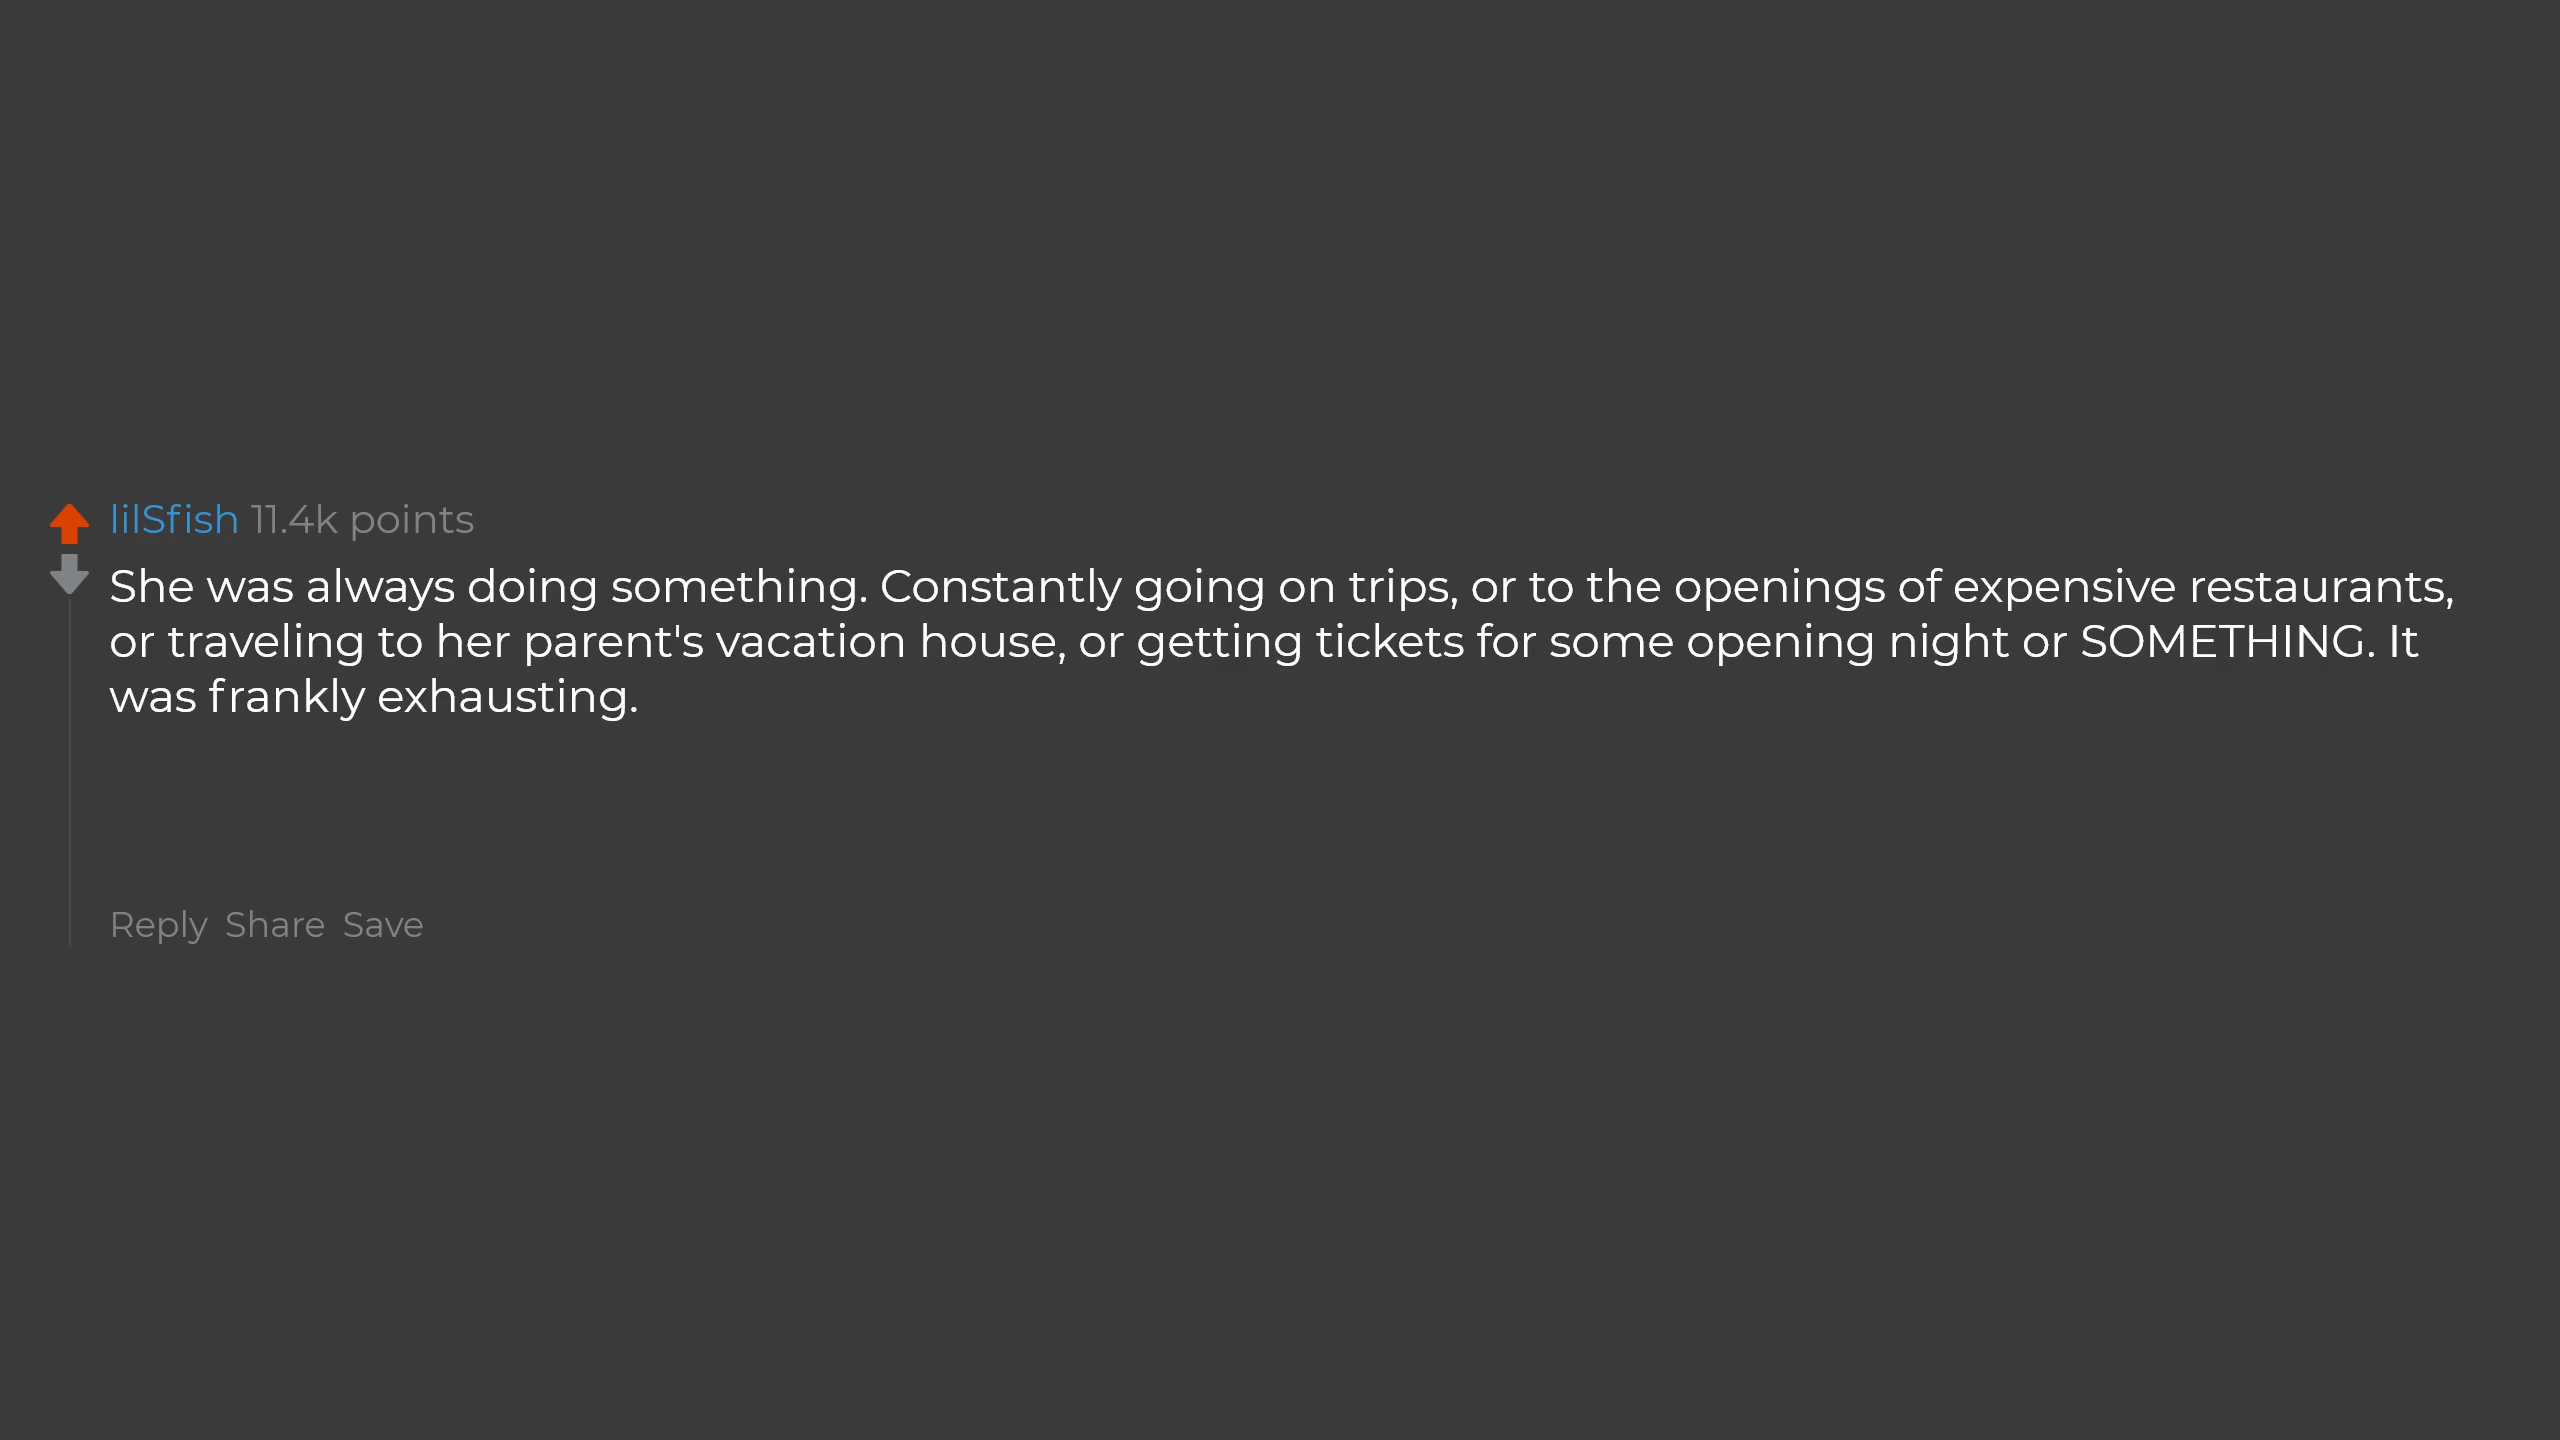 lilSfish 11.4k points
She was always doing something. Constantly going on trips, or to the openings of expensive restaurants,
or traveling to her parent's vacation house, or getting tickets for some opening night or SOMETHING. It
was frankly exhausting.
Reply Share Save